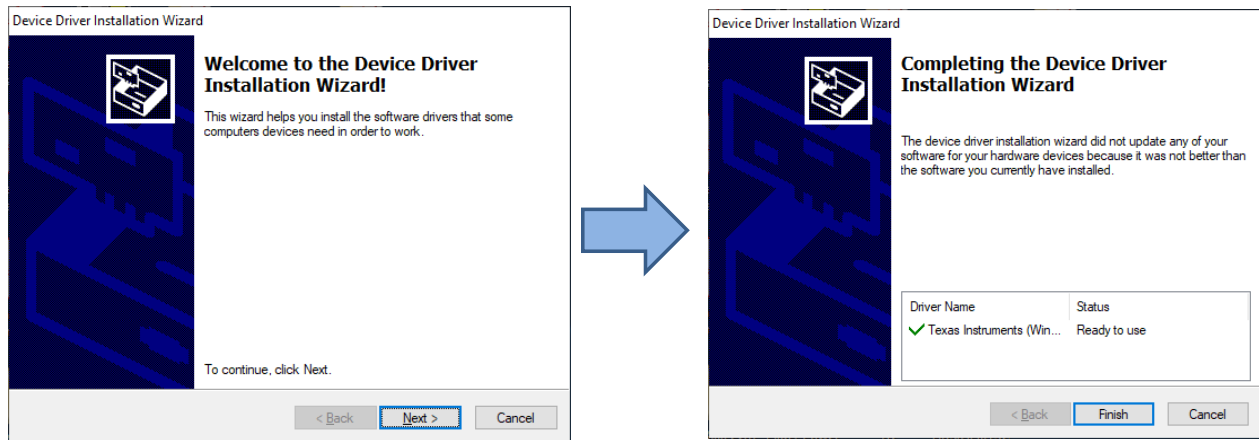 Device Driver Installation Wizard
Welcome to the Device Driver
Installation Wizard!
This wizard helps you install the software drivers that some
computers devices need in order to work.
To continue, click Next.
< Back
Next >
Cancel
Device Driver Installation Wizard
Completing the Device Driver
Installation Wizard
The device driver installation wizard did not update any of your
software for your hardware devices because it was not better than
the software you currently have installed.
Driver Name Status
Texas Instruments (Win... Ready to use
< Back
Finish
Cancel